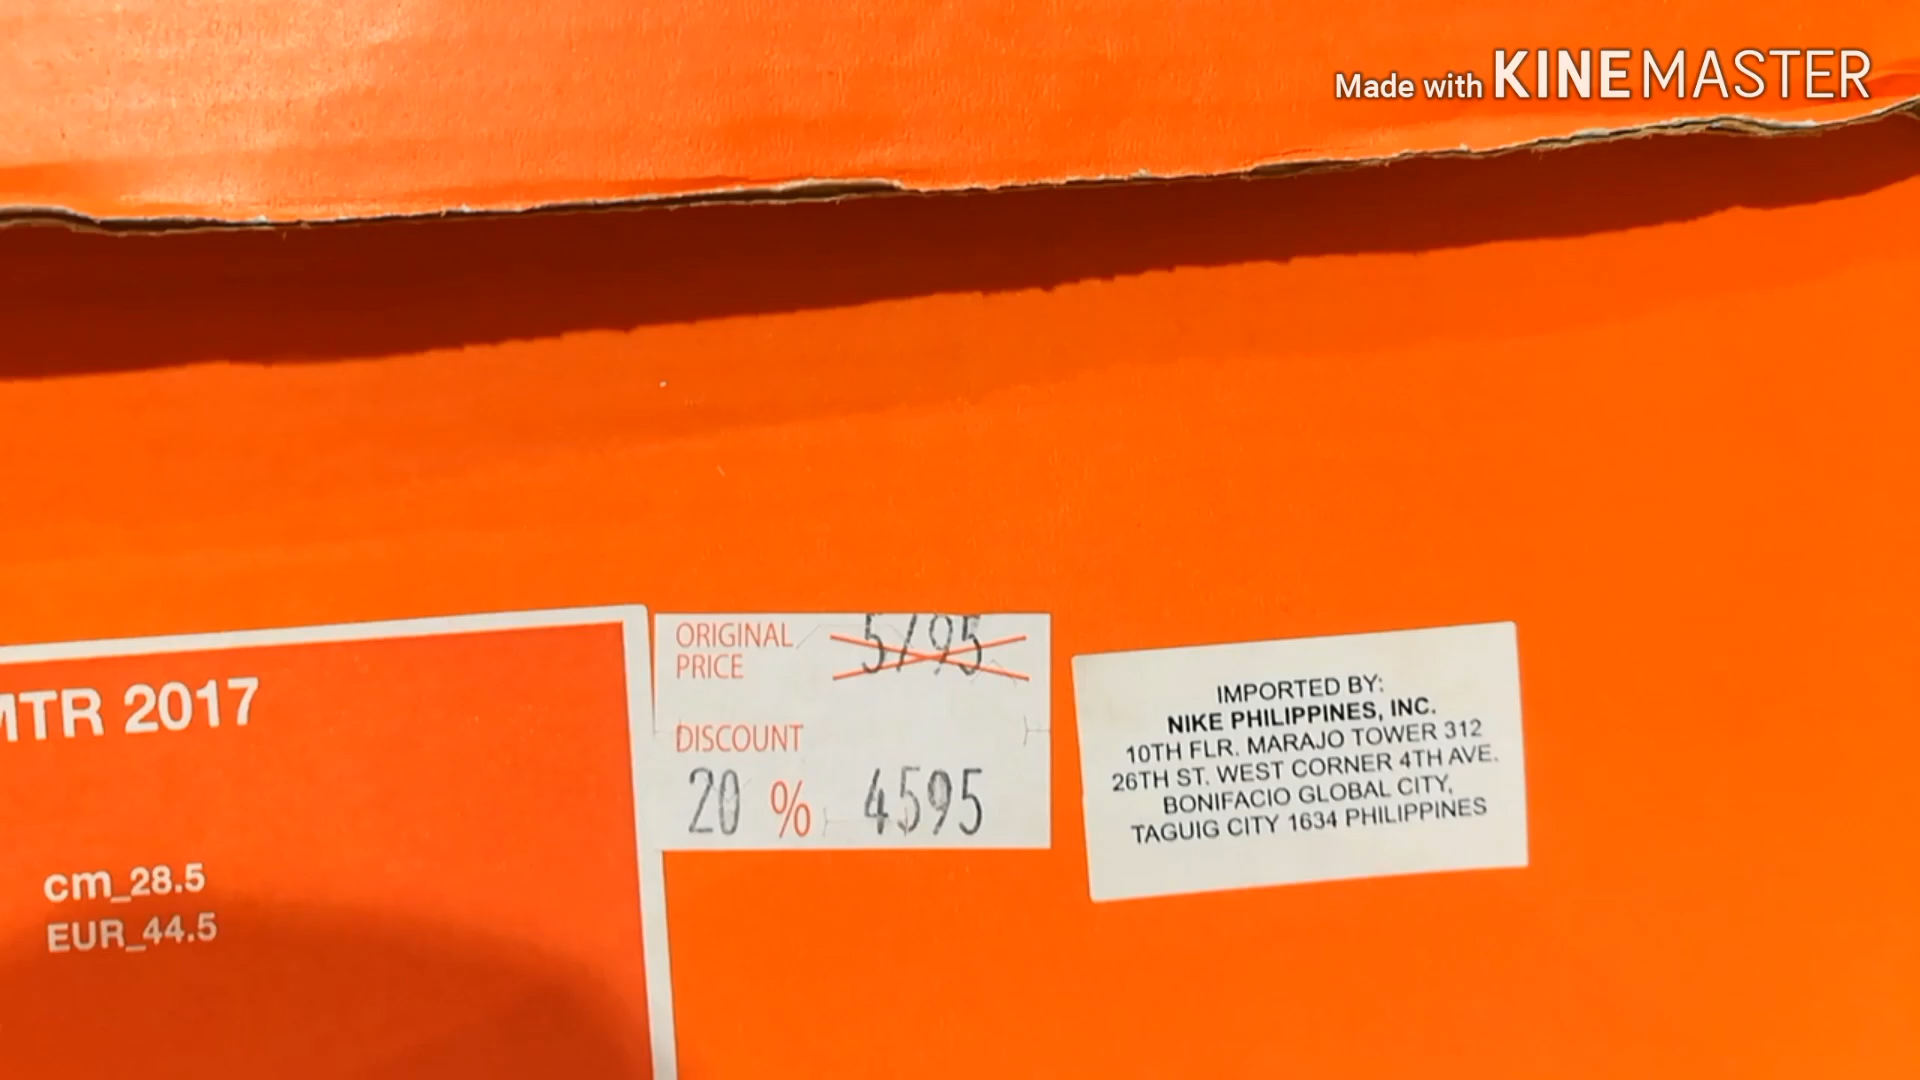 Made with KINEMASTER
MTR 2017
cm_28.5
EUR_44.5
ORIGINAL
PRICE
5795
DISCOUNT
20 % 4595
IMPORTED BY:
NIKE PHILIPPINES, INC.
10TH FLR. MARAJO TOWER 312
26TH ST. WEST CORNER 4TH AVE.
BONIFACIO GLOBAL CITY,
TAGUIG CITY 1634 PHILIPPINES